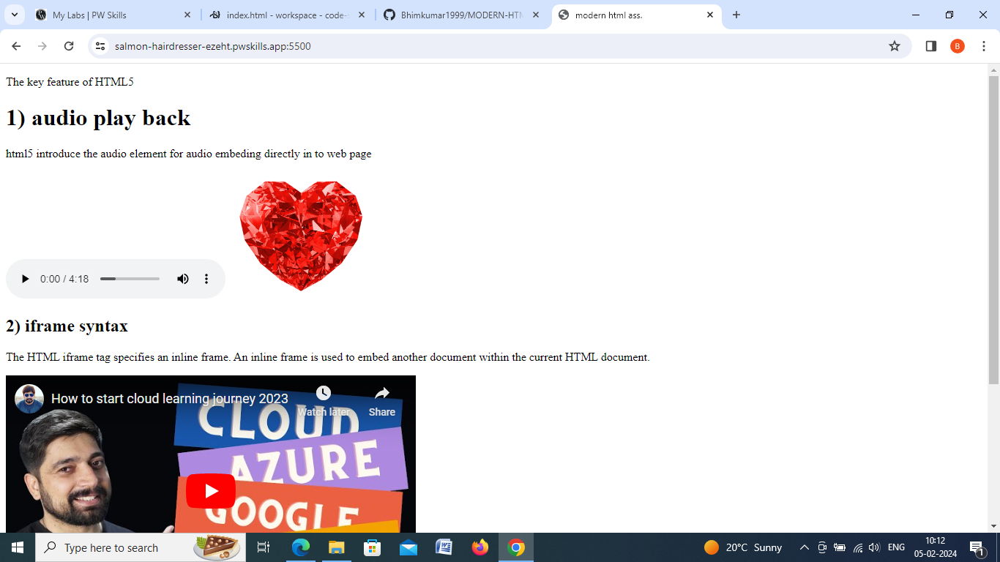 My Labs | PW Skills
index.html - workspace - code-s
Bhimkumar1999/MODERN-HTM
modern html ass.
salmon-hairdresser-ezeht.pwskills.app:5500
B
The key feature of HTML5
1) audio play back
html5 introduce the audio element for audio embeding directly in to web page
0:00 / 4:18
2) iframe syntax
The HTML iframe tag specifies an inline frame. An inline frame is used to embed another document within the current HTML document.
How to start cloud learning journey 2023
Watch later
Share
CLOUD
AZURE
GOOGLE
Type here to search
W
20°C Sunny
ENG
10:12
05-02-2024
1